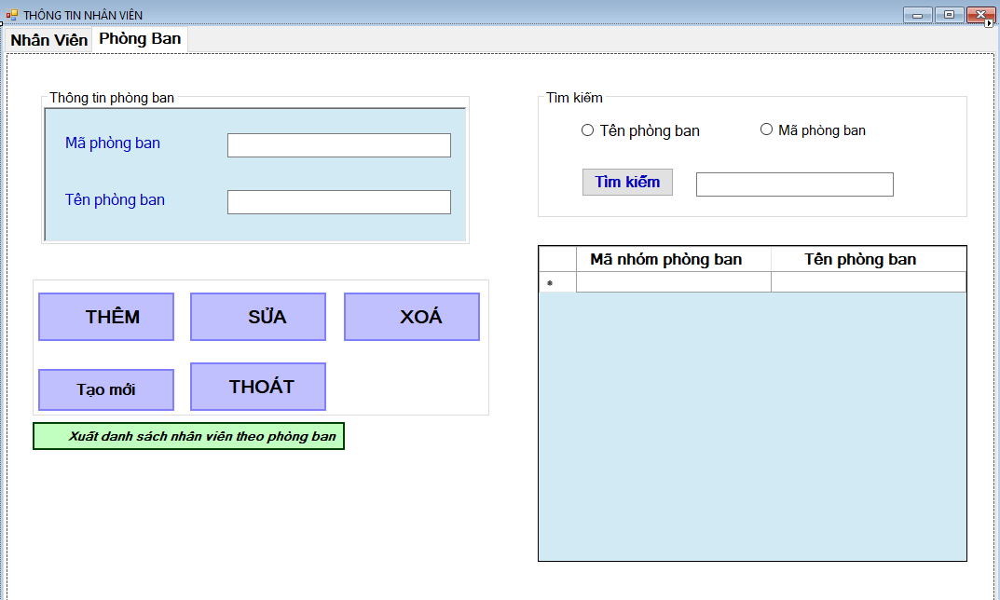 THÔNG TIN NHÂN VIÊN
Nhân Viên Phòng Ban
Thông tin phòng ban
Mã phòng ban
Tên phòng ban
THÊM SỬA XOÁ
Tạo mới THOÁT
Xuất danh sách nhân viên theo phòng ban
Tìm kiếm
Tên phòng ban Mã phòng ban
Tìm kiếm
Mã nhóm phòng ban Tên phòng ban